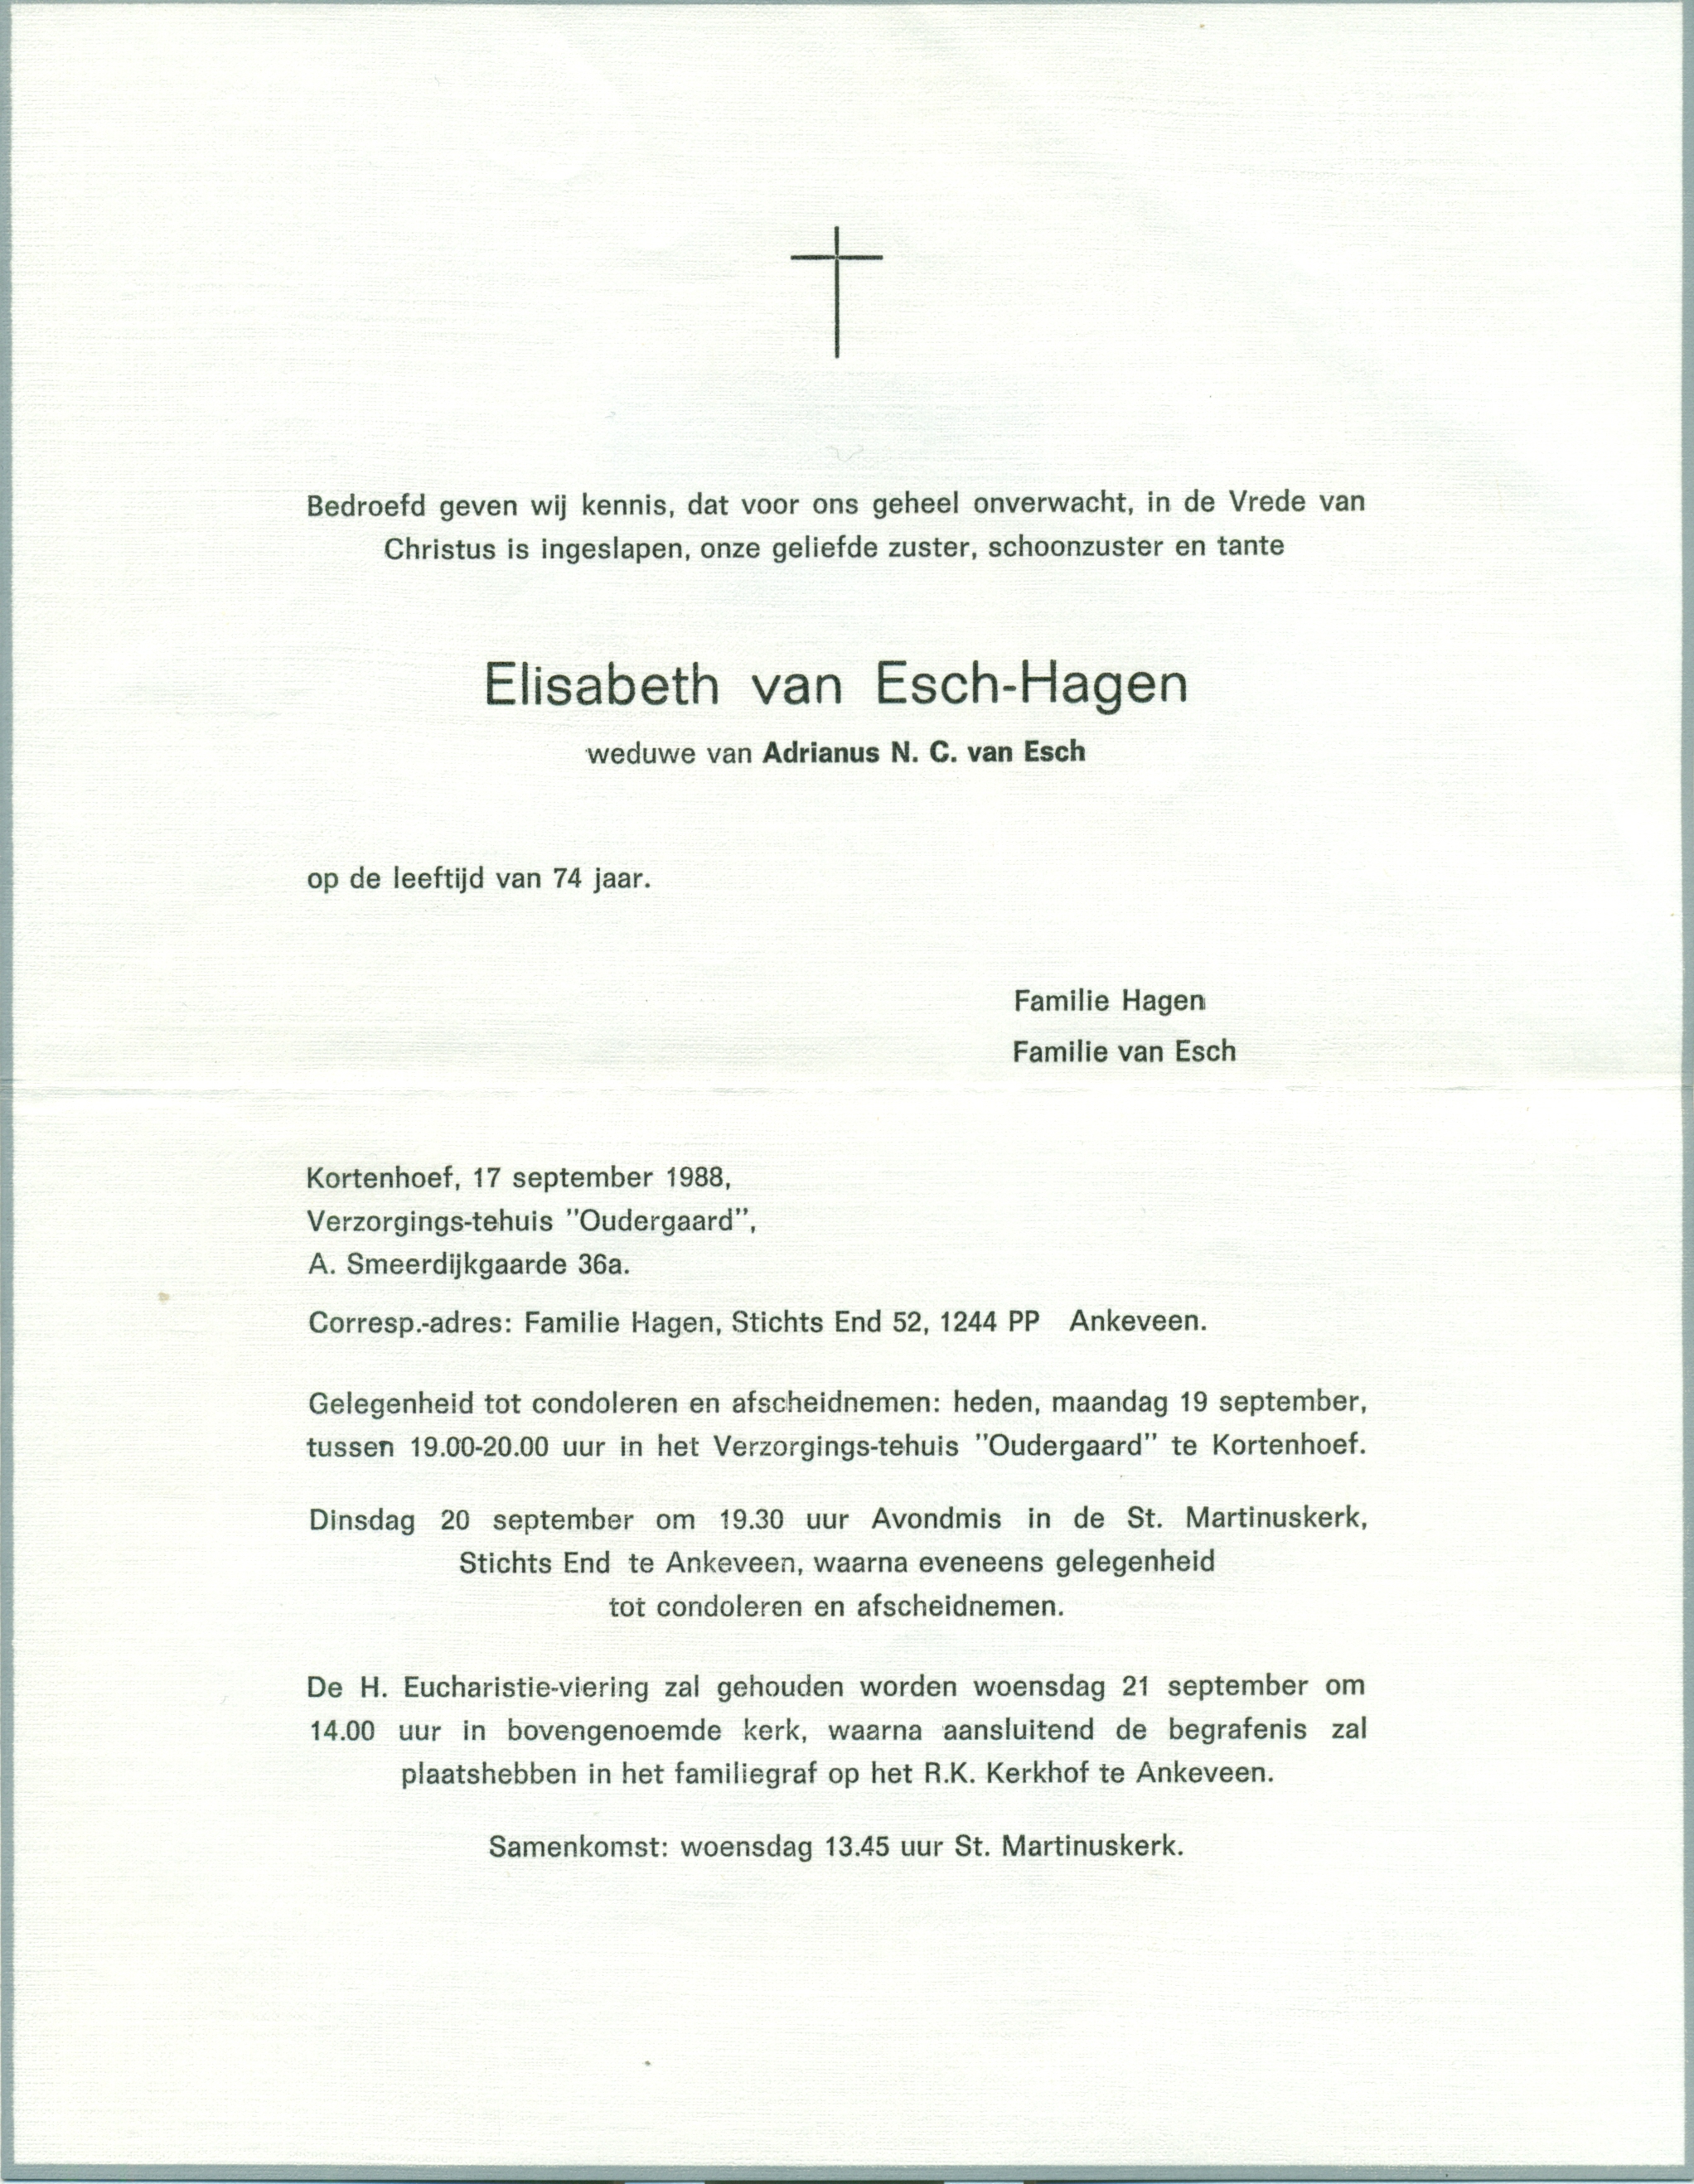 Bedroefd geven wij kennis, dat voor ons geheel onverwacht, in de Vrede van
Christus is ingeslapen, onze geliefde zuster, schoonzuster en tante
Elisabeth van Esch-Hagen
weduwe van Adrianus N. C. van Esch
op de leeftijd van 74 jaar.
Familie Hagen
Familie van Esch
Kortenhoef, 17 september 1988,
Verzorgings-tehuis "Oudergaard",
A. Smeerdijkgaarde 36a.
Corresp.-adres: Familie Hagen, Stichts End 52, 1244 PP Ankeveen.
Gelegenheid tot condoleren en afscheidnemen: heden, maandag 19 september,
tussen 19.00-20.00 uur in het Verzorgings-tehuis "Oudergaard" te Kortenhoef.
Dinsdag 20 september om 19.30 uur Avondmis in de St. Martinuskerk,
Stichts End te Ankeveen, waarna eveneens gelegenheid
tot condoleren en afscheidnemen.
De H. Eucharistie-viering zal gehouden worden woensdag 21 september om
14.00 uur in bovengenoemde kerk, waarna aansluitend de begrafenis zal
plaatshebben in het familiegraf op het R.K. Kerkhof te Ankeveen.
Samenkomst: woensdag 13.45 uur St. Martinuskerk.